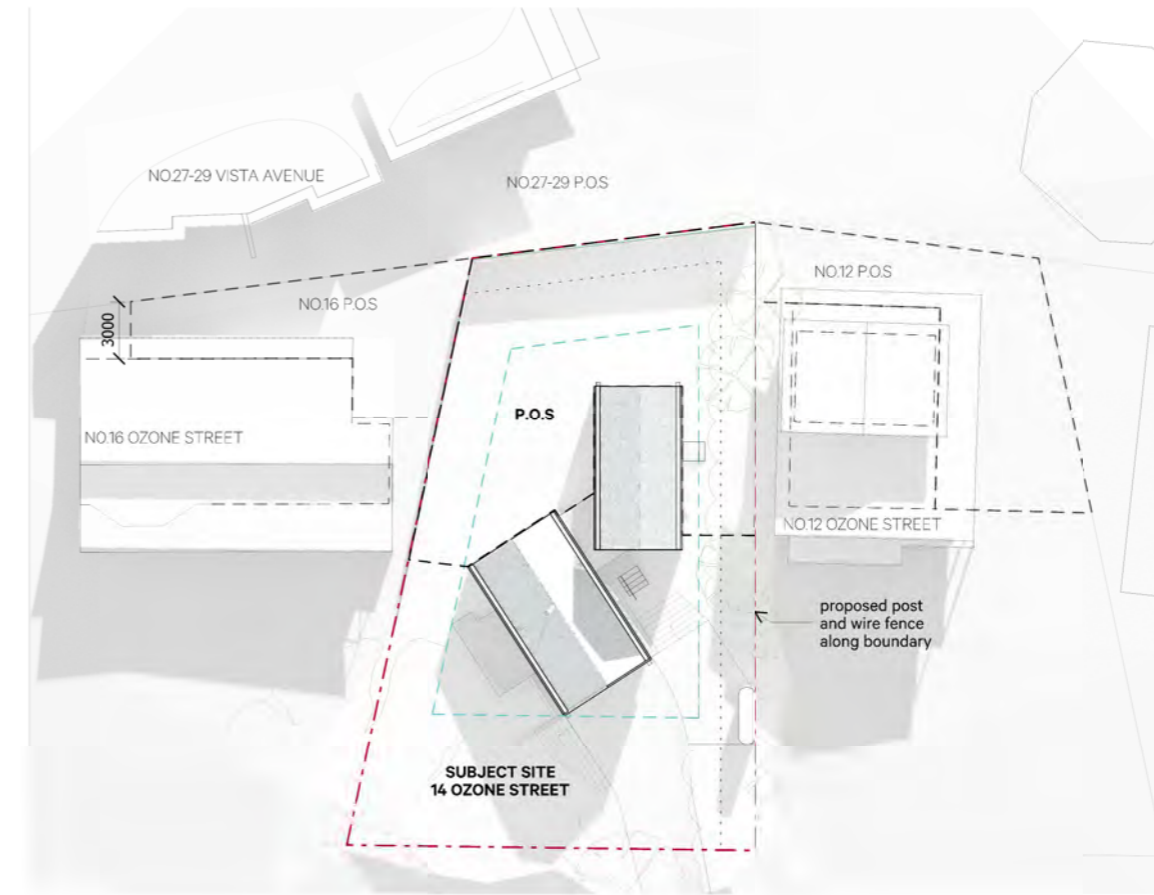 NO.27-29 VISTA AVENUE
NO.27-29 P.O.S
NO.16 P.O.S
NO.12 P.O.S
3000
P.O.S
NO.16 OZONE STREET
NO.12 OZONE STREET
proposed post
and wire fence
along boundary
SUBJECT SITE
14 OZONE STREET